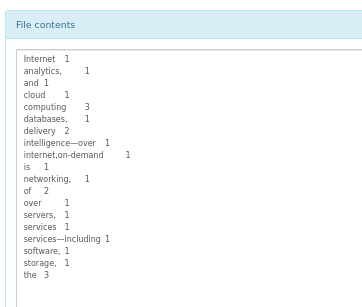 File contents
Internet 1
analytics, 1
and 1
cloud 1
computing 3
databases, 1
delivery 2
intelligence—over 1
internet,on-demand 1
is 1
networking, 1
of 2
over 1
servers, 1
services 1
services—including 1
software, 1
storage, 1
the 3